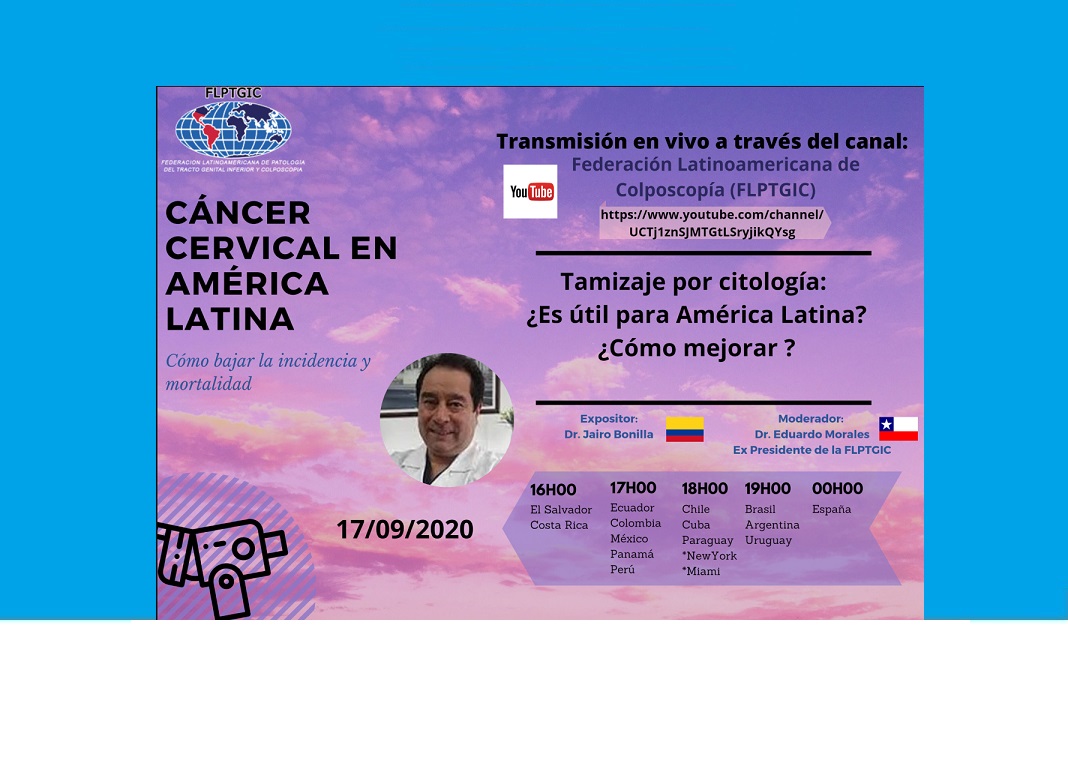 FLPTGIC
FEDERACIÓN LATINOAMERICANA DE PATOLOGÍA
DEL TRACTO GENITAL INFERIOR Y COLPOSCOPÍA
CÁNCER
CERVICAL EN
AMÉRICA
LATINA
Cómo bajar la incidencia y
mortalidad
17/09/2020
Transmisión en vivo a través del canal:
YouTube
Federación Latinoamericana de
Colposcopía (FLPTGIC)
https://www.youtube.com/channel/
UCTj1znSJMTGtLSryjikQYsg
Tamizaje por citología:
¿Es útil para América Latina?
¿Cómo mejorar ?
Expositor:
Dr. Jairo Bonilla
Moderador:
Dr. Eduardo Morales
Ex Presidente de la FLPTGIC
16H00
El Salvador
Costa Rica
17H00
Ecuador
Colombia
México
Panamá
Perú
18H00
Chile
Cuba
Paraguay
*NewYork
*Miami
19H00
Brasil
Argentina
Uruguay
00H00
España